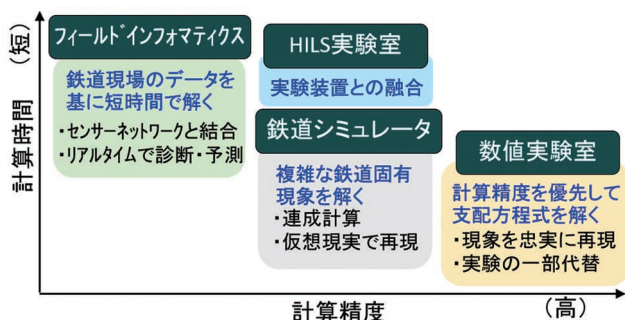 (短)
計算時間
フィールドインフォマティクス
鉄道現場のデータを
基に短時間で解く
・センサーネットワークと結合
・リアルタイムで診断・予測
HILS実験室
実験装置との融合
鉄道シミュレータ
複雑な鉄道固有
現象を解く
・連成計算
・仮想現実で再現
数値実験室
計算精度を優先して
支配方程式を解く
・現象を忠実に再現
・実験の一部代替
計算精度
(高)